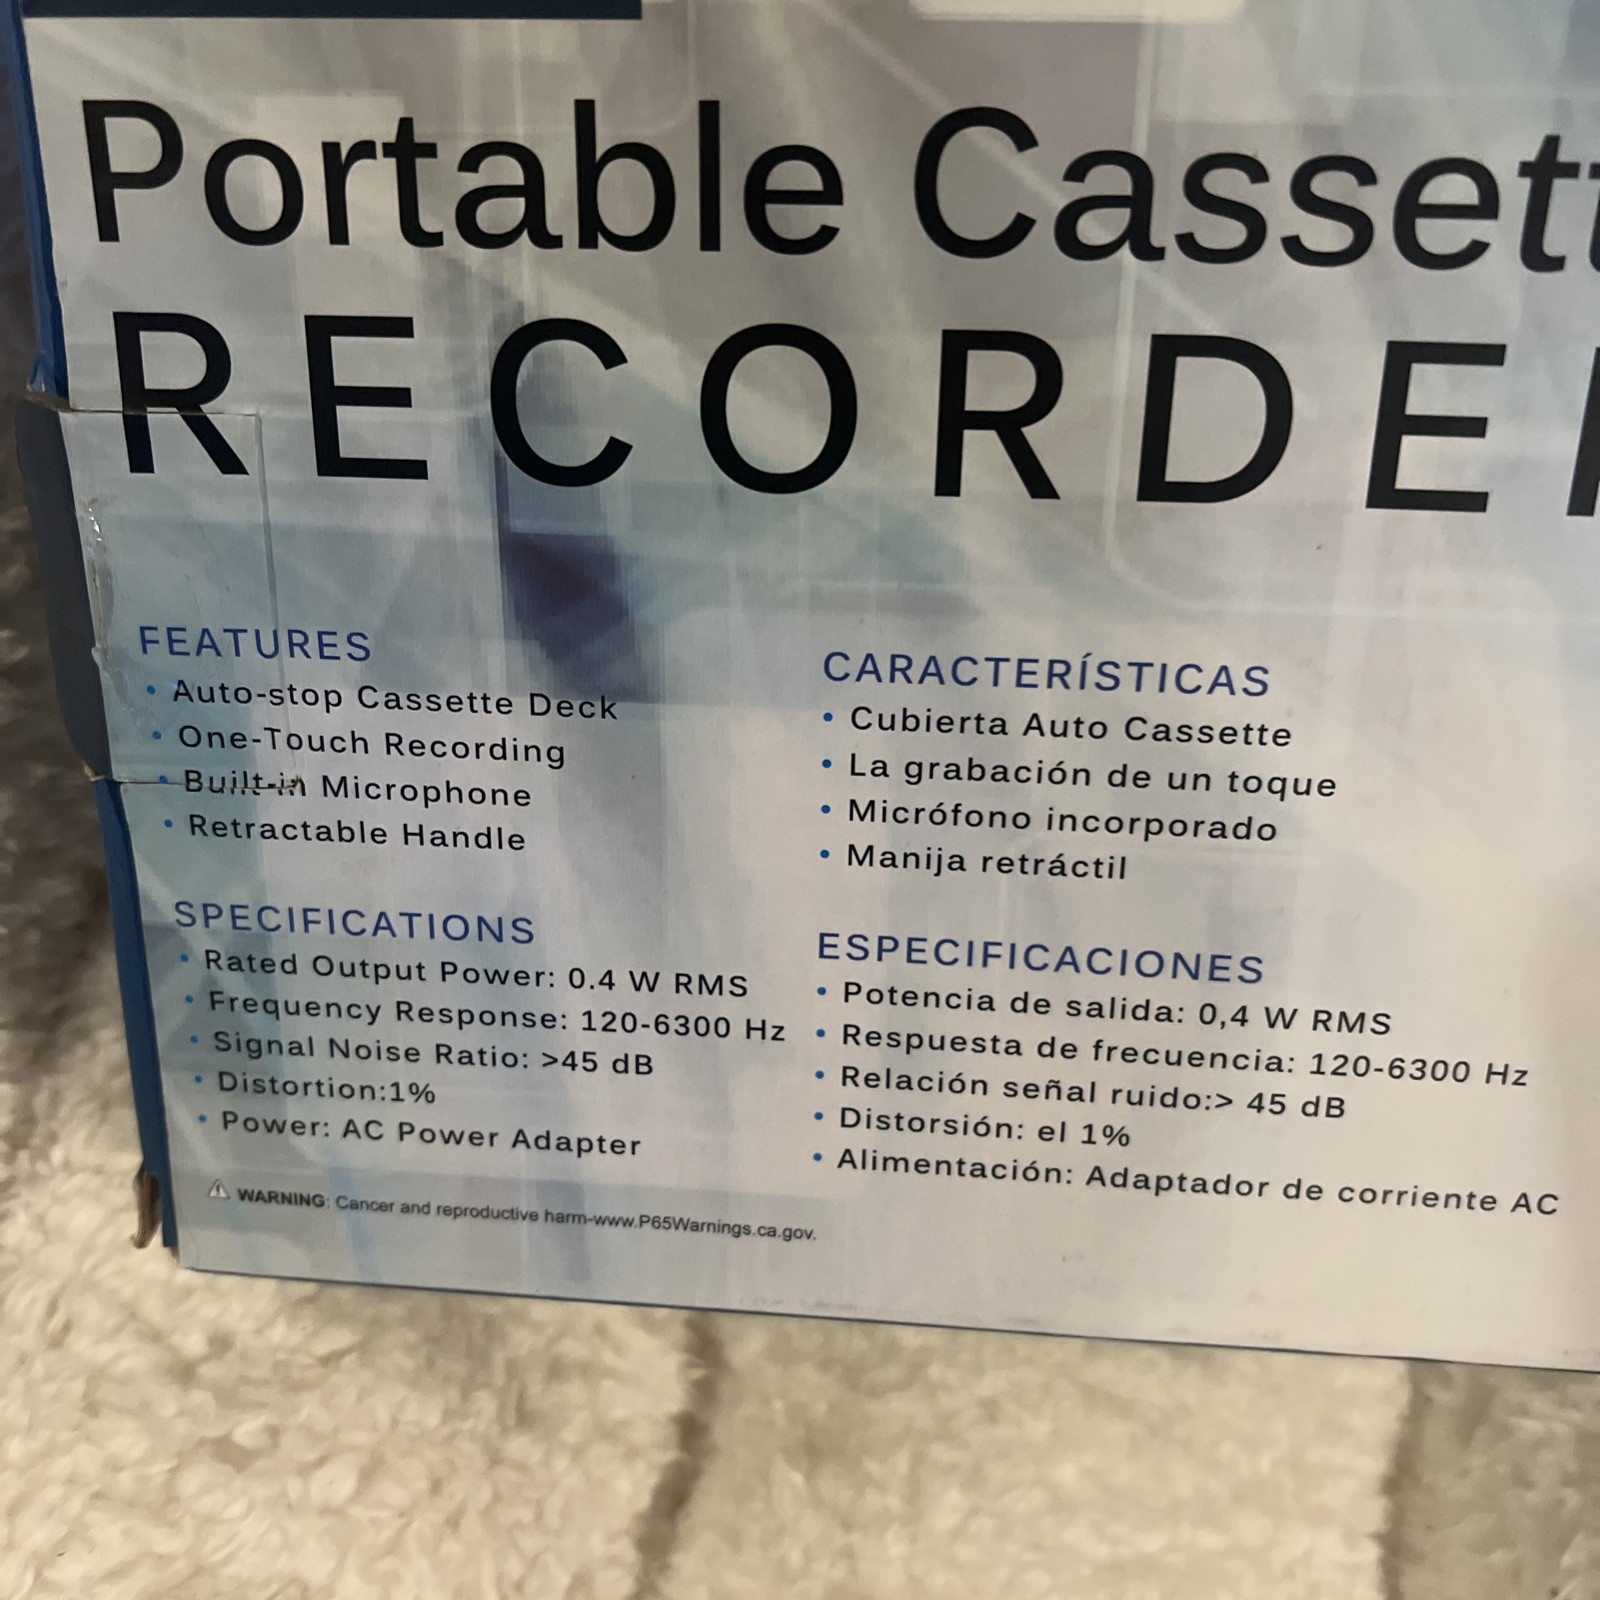 Portable Cassett
RECORDE
FEATURES
• Auto-stop Cassette Deck
• One-Touch Recording
• Built-in Microphone
• Retractable Handle
SPECIFICATIONS
• Rated Output Power: 0.4 W RMS
• Frequency Response: 120-6300 Hz
• Signal Noise Ratio: >45 dB
• Distortion:1%
• Power: AC Power Adapter
WARNING: Cancer and reproductive harm-www.P65Warnings.ca.gov.
CARACTERÍSTICAS
• Cubierta Auto Cassette
• La grabación de un toque
• Micrófono incorporado
• Manija retráctil
ESPECIFICACIONES
• Potencia de salida: 0,4 W RMS
• Respuesta de frecuencia: 120-6300 Hz
• Relación señal ruido:> 45 dB
• Distorsión: el 1%
• Alimentación: Adaptador de corriente AC